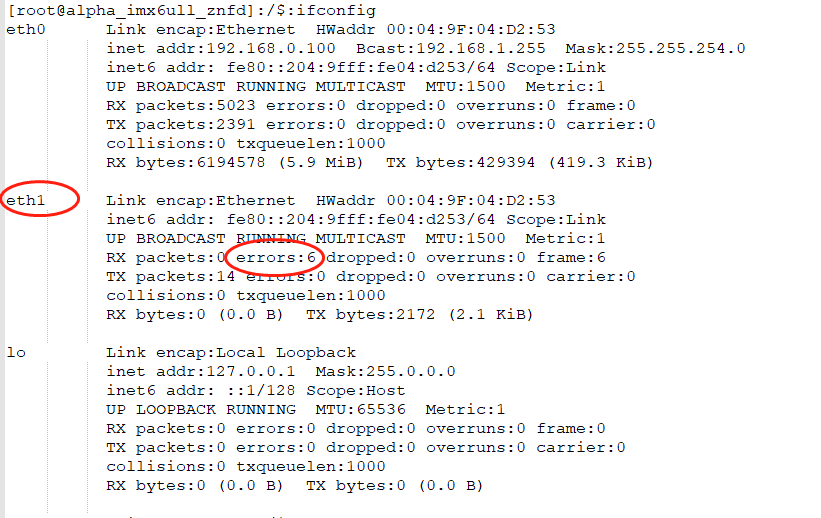 [root@alpha_imx6ull_znfd]:/$:ifconfig
eth0 Link encap:Ethernet HWaddr 00:04:9F:04:D2:53
inet addr:192.168.0.100 Bcast:192.168.1.255 Mask:255.255.254.0
inet6 addr: fe80::204:9fff:fe04:d253/64 Scope:Link
UP BROADCAST RUNNING MULTICAST MTU:1500 Metric:1
RX packets:5023 errors:0 dropped:0 overruns:0 frame:0
TX packets:2391 errors:0 dropped:0 overruns:0 carrier:0
collisions:0 txqueuelen:1000
RX bytes:6194578 (5.9 MiB) TX bytes:429394 (419.3 KiB)
eth1 Link encap:Ethernet HWaddr 00:04:9F:04:D2:53
inet6 addr: fe80::204:9fff:fe04:d253/64 Scope:Link
UP BROADCAST RUNNING MULTICAST MTU:1500 Metric:1
RX packets:0 errors:6 dropped:0 overruns:0 frame:6
TX packets:14 errors:0 dropped:0 overruns:0 carrier:0
collisions:0 txqueuelen:1000
RX bytes:0 (0.0 B) TX bytes:2172 (2.1 KiB)
lo Link encap:Local Loopback
inet addr:127.0.0.1 Mask:255.0.0.0
inet6 addr: ::1/128 Scope:Host
UP LOOPBACK RUNNING MTU:65536 Metric:1
RX packets:0 errors:0 dropped:0 overruns:0 frame:0
TX packets:0 errors:0 dropped:0 overruns:0 carrier:0
collisions:0 txqueuelen:1000
RX bytes:0 (0.0 B) TX bytes:0 (0.0 B)